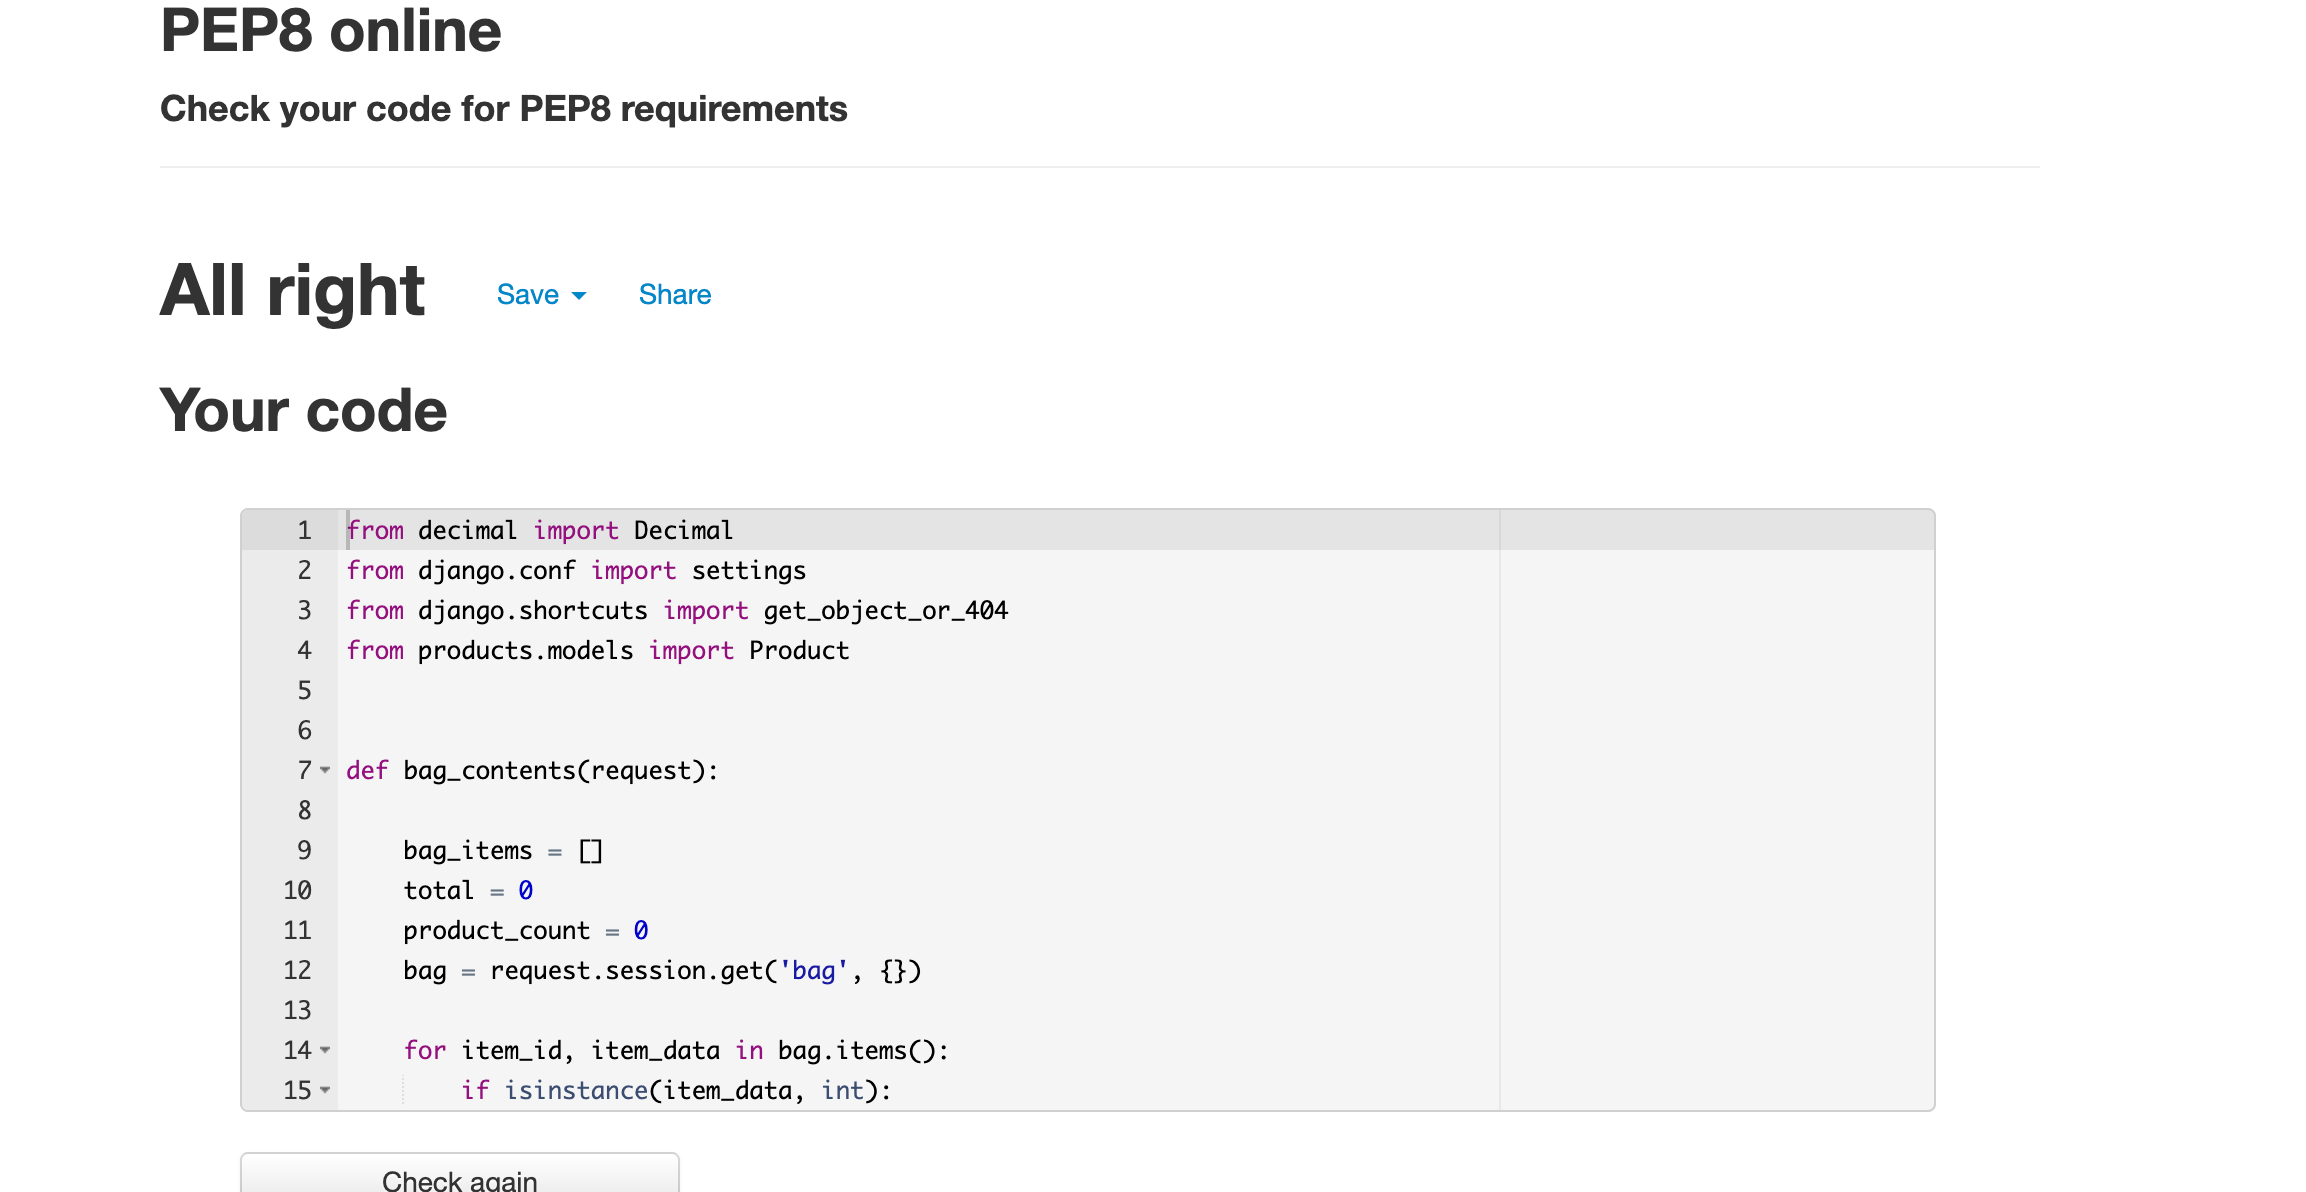 PEP8 online
Check your code for PEP8 requirements
All right Save Share
Your code
1 from decimal import Decimal
2 from django.conf import settings
3 from django.shortcuts import get_object_or_404
4 from products.models import Product
5
6
7 def bag_contents(request):
8
9     bag_items = []
10     total = 0
11     product_count = 0
12     bag = request.session.get('bag', {})
13
14     for item_id, item_data in bag.items():
15         if isinstance(item_data, int):
Check again